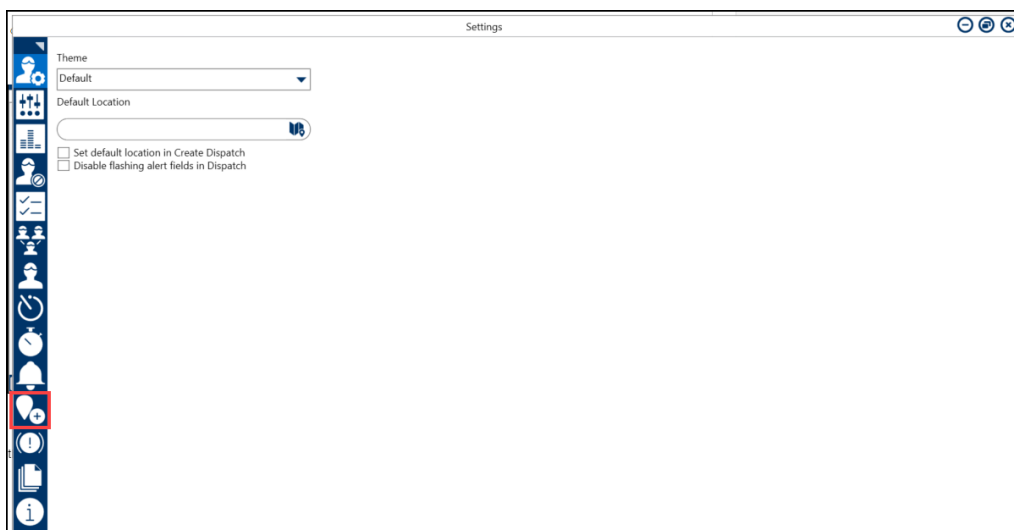 Settings
Theme
Default
Default Location
Set default location in Create Dispatch
Disable flashing alert fields in Dispatch